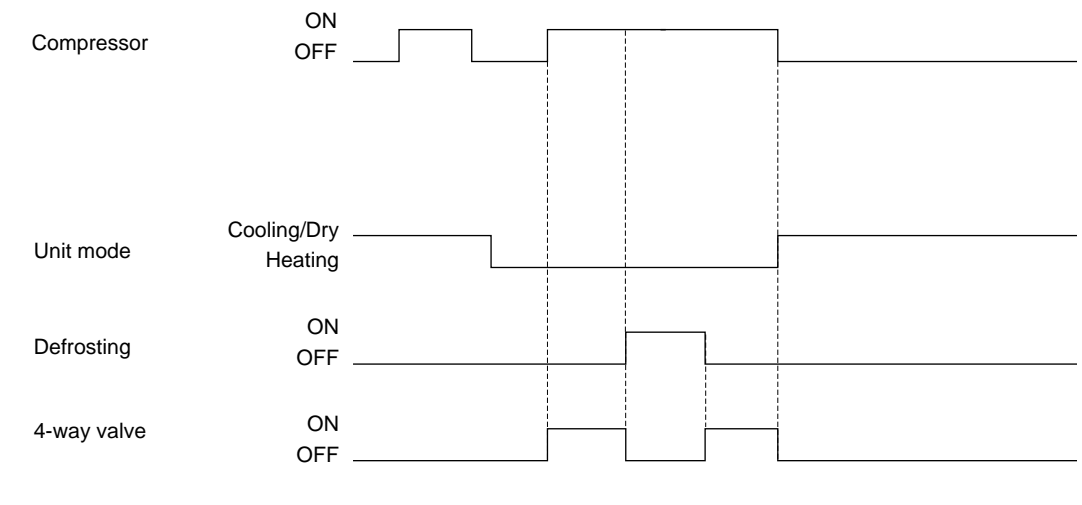 Compressor
ON
OFF
Unit mode
Cooling/Dry
Heating
Defrosting
ON
OFF
4-way valve
ON
OFF